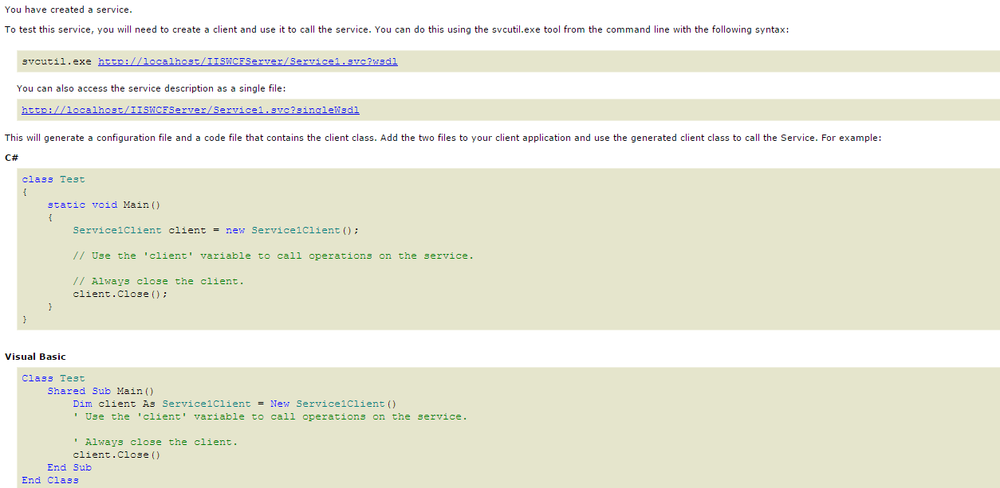 You have created a service.
To test this service, you will need to create a client and use it to call the service. You can do this using the svcutil.exe tool from the command line with the following syntax:
svcutil.exe http://localhost/IISWCFServer/Service1.svc?wsdl
You can also access the service description as a single file:
http://localhost/IISWCFServer/Service1.svc?singleWsdl
This will generate a configuration file and a code file that contains the client class. Add the two files to your client application and use the generated client class to call the Service. For example:
C#
class Test
{
    static void Main()
    {
        Service1Client client = new Service1Client();
        // Use the 'client' variable to call operations on the service.
        // Always close the client.
        client.Close();
    }
}
Visual Basic
Class Test
    Shared Sub Main()
        Dim client As Service1Client = New Service1Client()
        ' Use the 'client' variable to call operations on the service.
        ' Always close the client.
        client.Close()
    End Sub
End Class